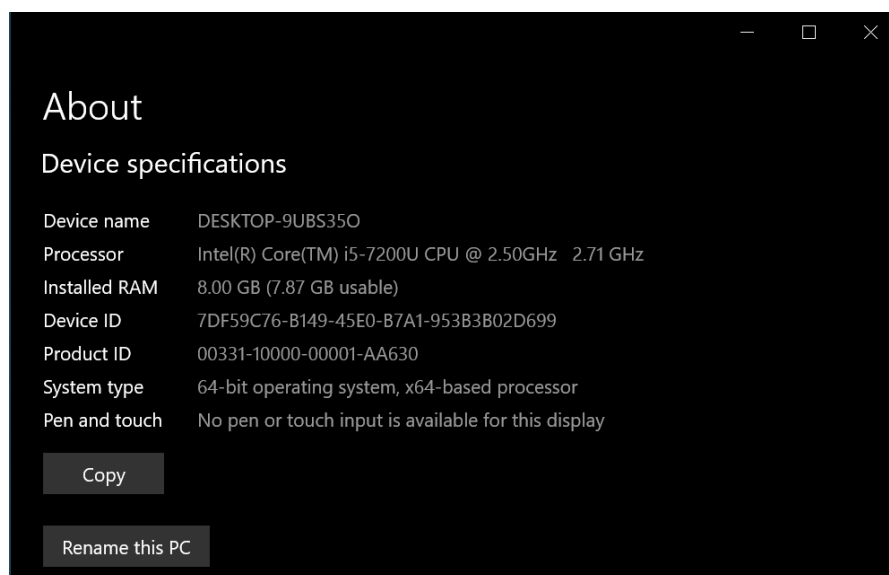 About
Device specifications
Device name DESKTOP-9UBS35O
Processor Intel(R) Core(TM) i5-7200U CPU @ 2.50GHz 2.71 GHz
Installed RAM 8.00 GB (7.87 GB usable)
Device ID 7DF59C76-B149-45E0-B7A1-953B3B02D699
Product ID 00331-10000-00001-AA630
System type 64-bit operating system, x64-based processor
Pen and touch No pen or touch input is available for this display
Copy
Rename this PC